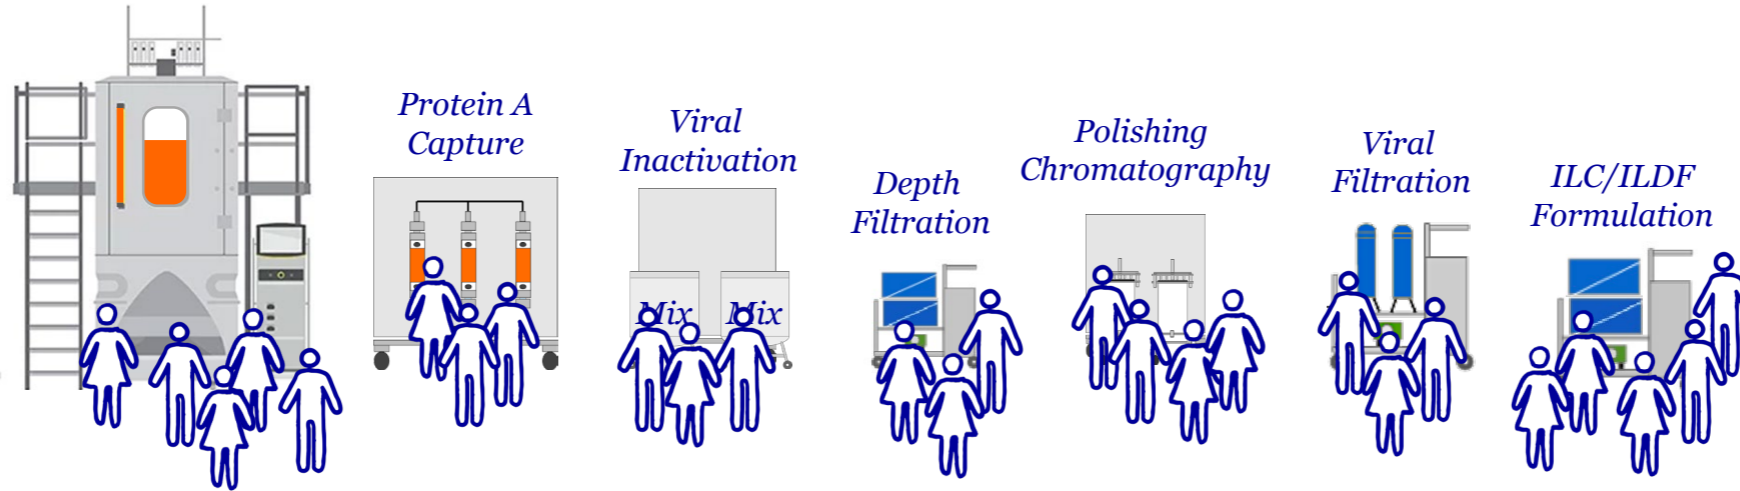 Protein A
Capture
Viral
Inactivation
Mix
Mix
Depth
Filtration
Polishing
Chromatography
Viral
Filtration
ILC/ILDF
Formulation